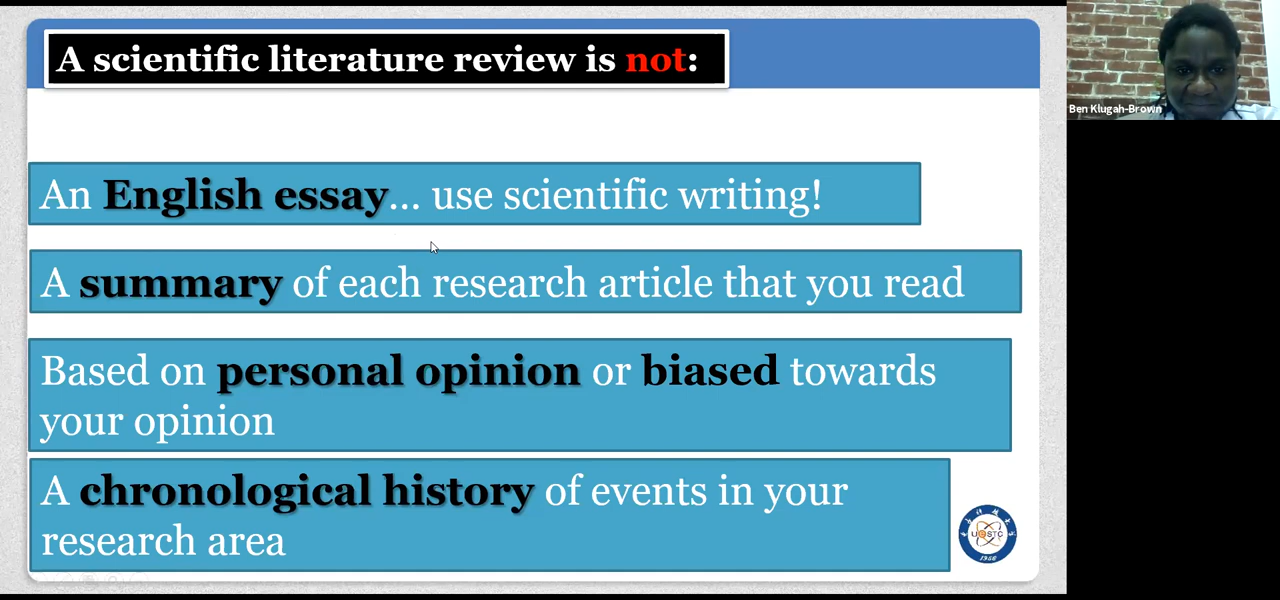 A scientific literature review is not:
An English essay... use scientific writing!
A summary of each research article that you read
Based on personal opinion or biased towards
your opinion
A chronological history of events in your
research area
Ben Klugah-Brown
UESTC
1956